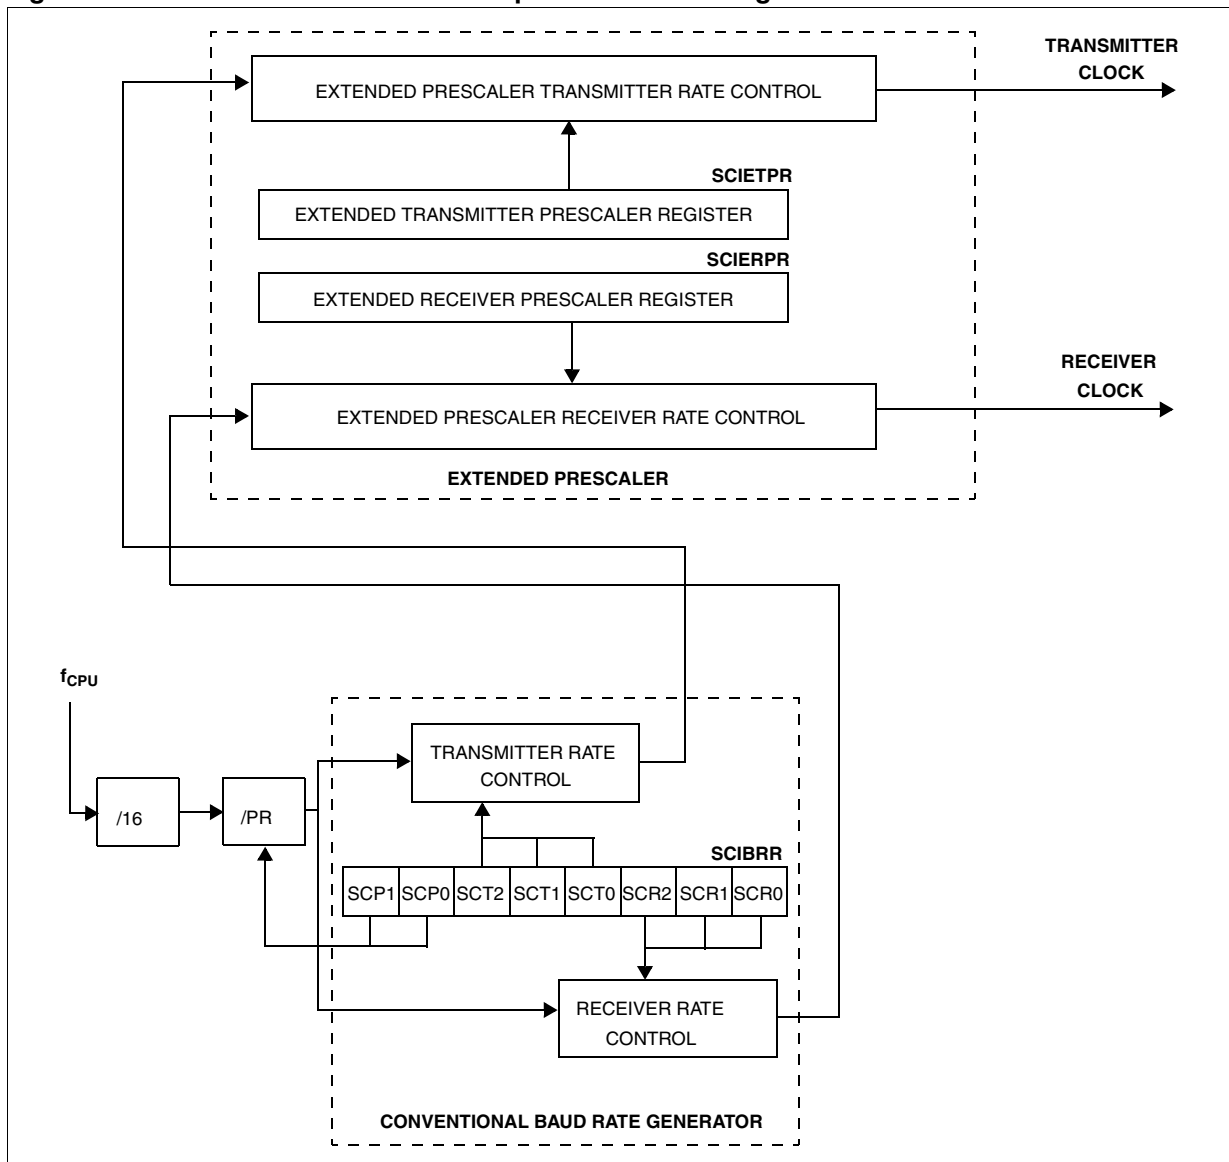 TRANSMITTER
CLOCK
EXTENDED PRESCALER TRANSMITTER RATE CONTROL
SCIETPR
EXTENDED TRANSMITTER PRESCALER REGISTER
SCIERPR
EXTENDED RECEIVER PRESCALER REGISTER
RECEIVER
CLOCK
EXTENDED PRESCALER RECEIVER RATE CONTROL
EXTENDED PRESCALER
fCPU
TRANSMITTER RATE
CONTROL
/16
/PR
SCIBRR
SCP1 SCP0 SCT2 SCT1 SCT0 SCR2 SCR1 SCR0
RECEIVER RATE
CONTROL
CONVENTIONAL BAUD RATE GENERATOR